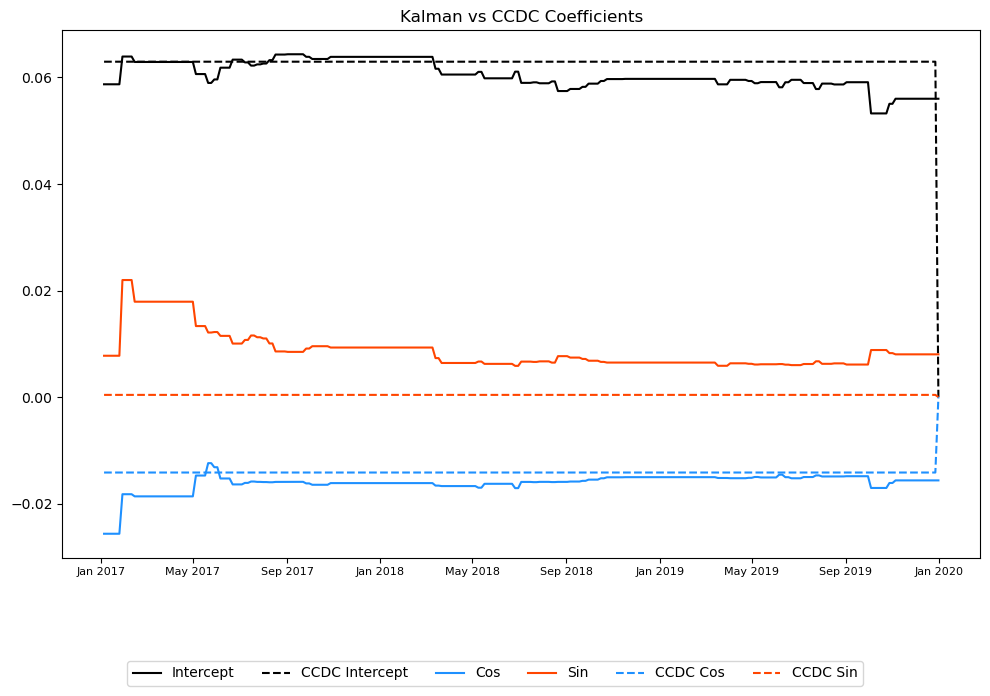 Kalman vs CCDC Coefficients
0.06
0.04
0.02
0.00
−0.02
Jan 2017 May 2017 Sep 2017 Jan 2018 May 2018 Sep 2018 Jan 2019 May 2019 Sep 2019 Jan 2020
Intercept CCDC Intercept Cos Sin CCDC Cos CCDC Sin